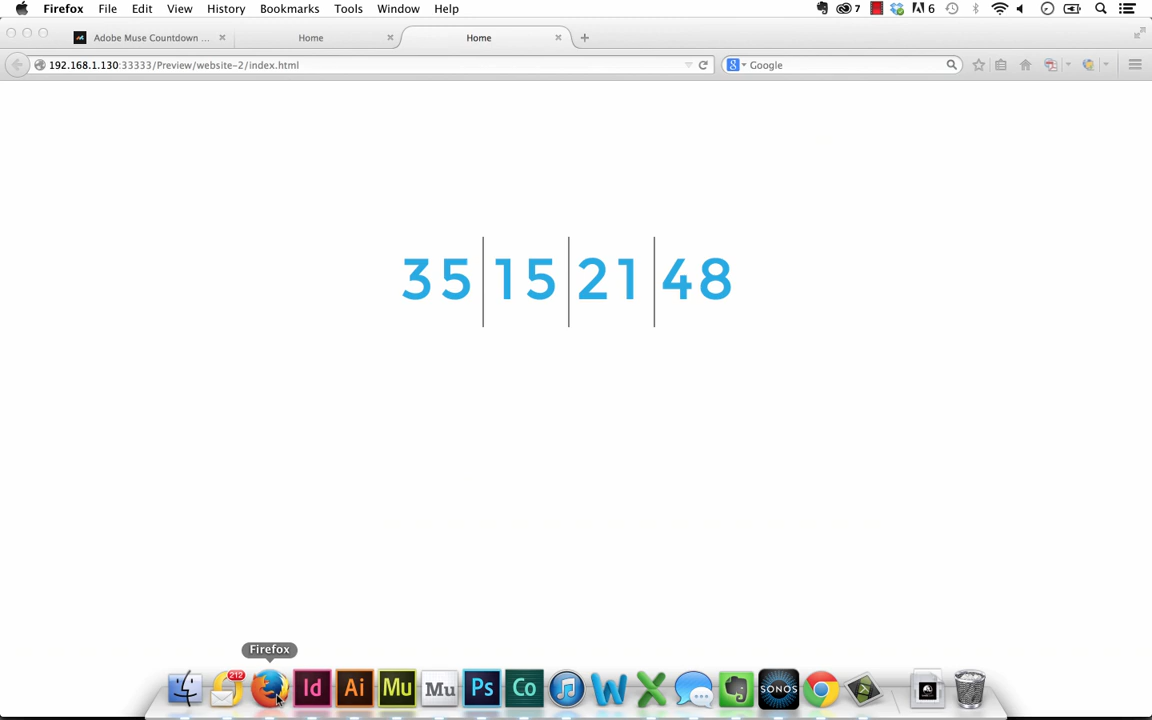 Firefox File Edit View History Bookmarks Tools Window Help 7 6
Adobe Muse Countdown ... Home Home
192.168.1.130:33333/Preview/website-2/index.html Google
35 15 21 48
Firefox
212 Id Ai Mu Mu Ps Co SONOS